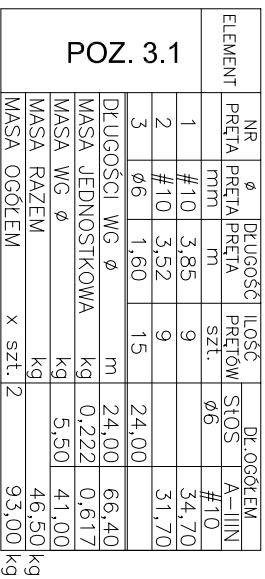 ELEMENT NR PRĘTA Ø PRĘTA DŁUGOŚĆ PRĘTA ILOŚĆ PRĘTÓW DŁ.OGÓŁEM
mm m szt. StOS A-IIIN
Ø6 #10
POZ. 3.1
1 #10 3,85 9 34,70
2 #10 3,52 9 31,70
3 Ø6 1,60 15 24,00
DŁUGOŚCI WG Ø m 24,00 66,40
MASA JEDNOSTKOWA kg 0,222 0,617
MASA WG Ø kg 5,50 41,00
MASA RAZEM kg 46,50 kg
MASA OGÓŁEM x szt. 2 93,00 kg